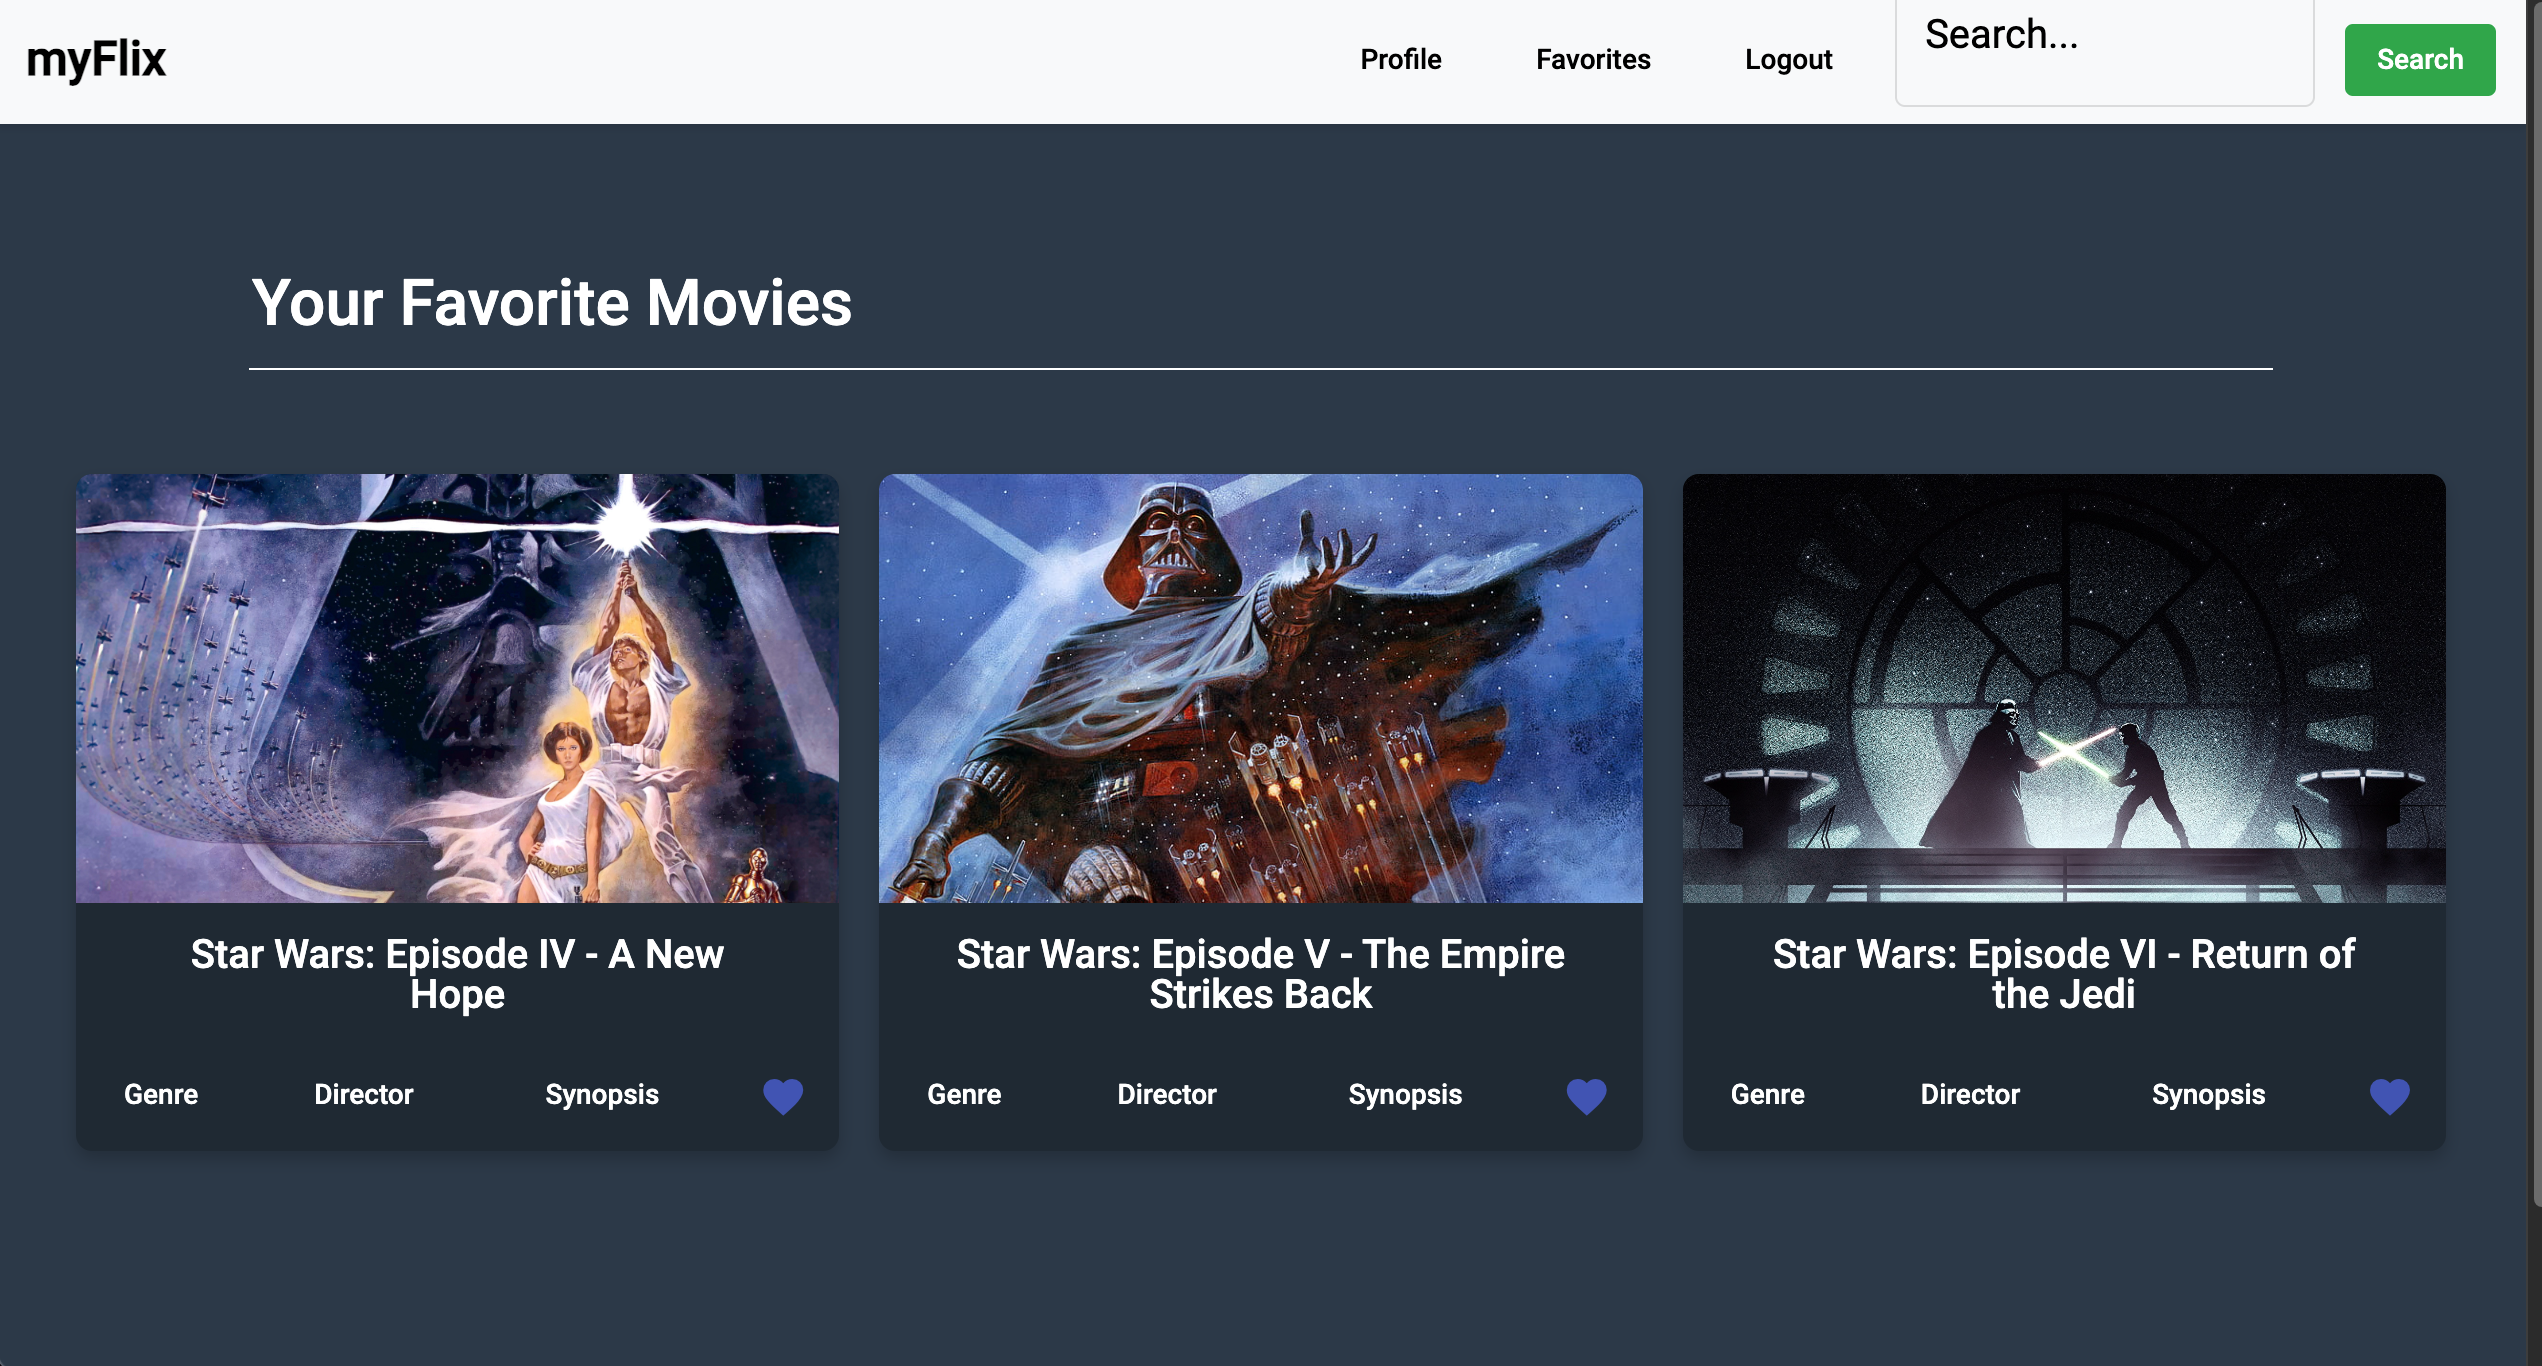 myFlix
Profile
Favorites
Logout
Search...
Search
Your Favorite Movies
Star Wars: Episode IV - A New
Hope
Genre
Director
Synopsis
Star Wars: Episode V - The Empire
Strikes Back
Genre
Director
Synopsis
Star Wars: Episode VI - Return of
the Jedi
Genre
Director
Synopsis